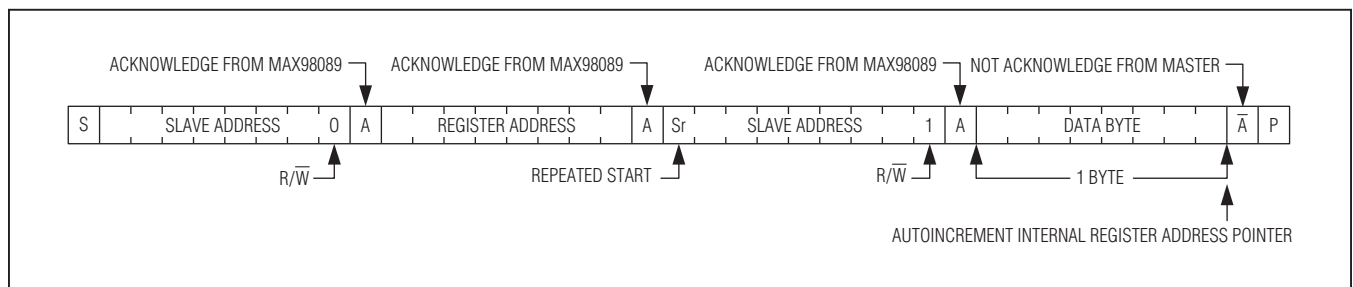 ACKNOWLEDGE FROM MAX98089 ACKNOWLEDGE FROM MAX98089 ACKNOWLEDGE FROM MAX98089 NOT ACKNOWLEDGE FROM MASTER
S SLAVE ADDRESS 0 A REGISTER ADDRESS A Sr SLAVE ADDRESS 1 A DATA BYTE A̅ P
R/W̅ REPEATED START R/W̅ 1 BYTE
AUTOINCREMENT INTERNAL REGISTER ADDRESS POINTER